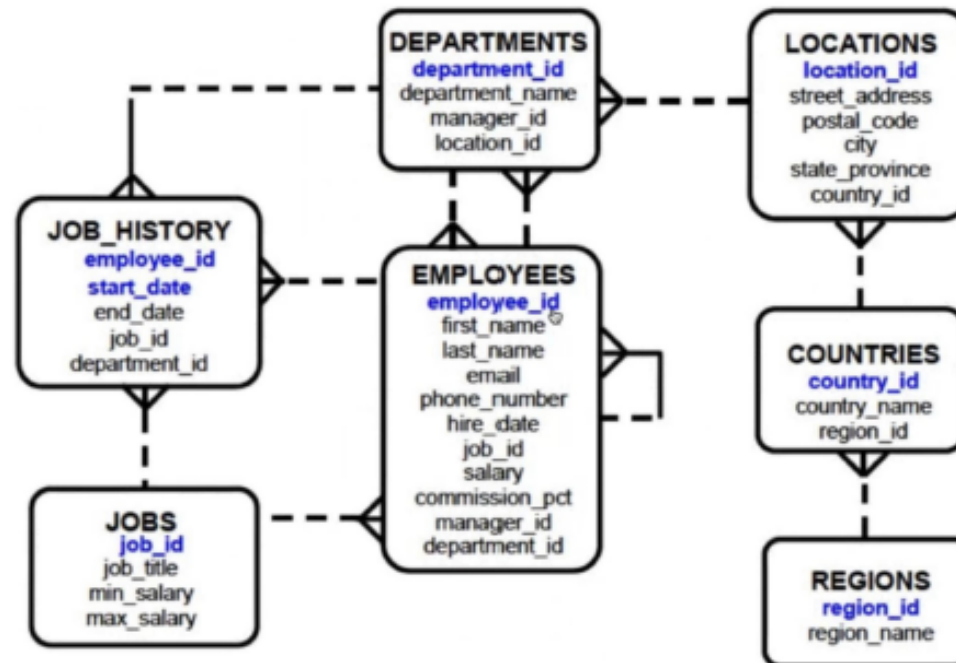 DEPARTMENTS
department_id
department_name
manager_id
location_id
LOCATIONS
location_id
street_address
postal_code
city
state_province
country_id
JOB_HISTORY
employee_id
start_date
end_date
job_id
department_id
EMPLOYEES
employee_id
first_name
last_name
email
phone_number
hire_date
job_id
salary
commission_pct
manager_id
department_id
COUNTRIES
country_id
country_name
region_id
JOBS
job_id
job_title
min_salary
max_salary
REGIONS
region_id
region_name